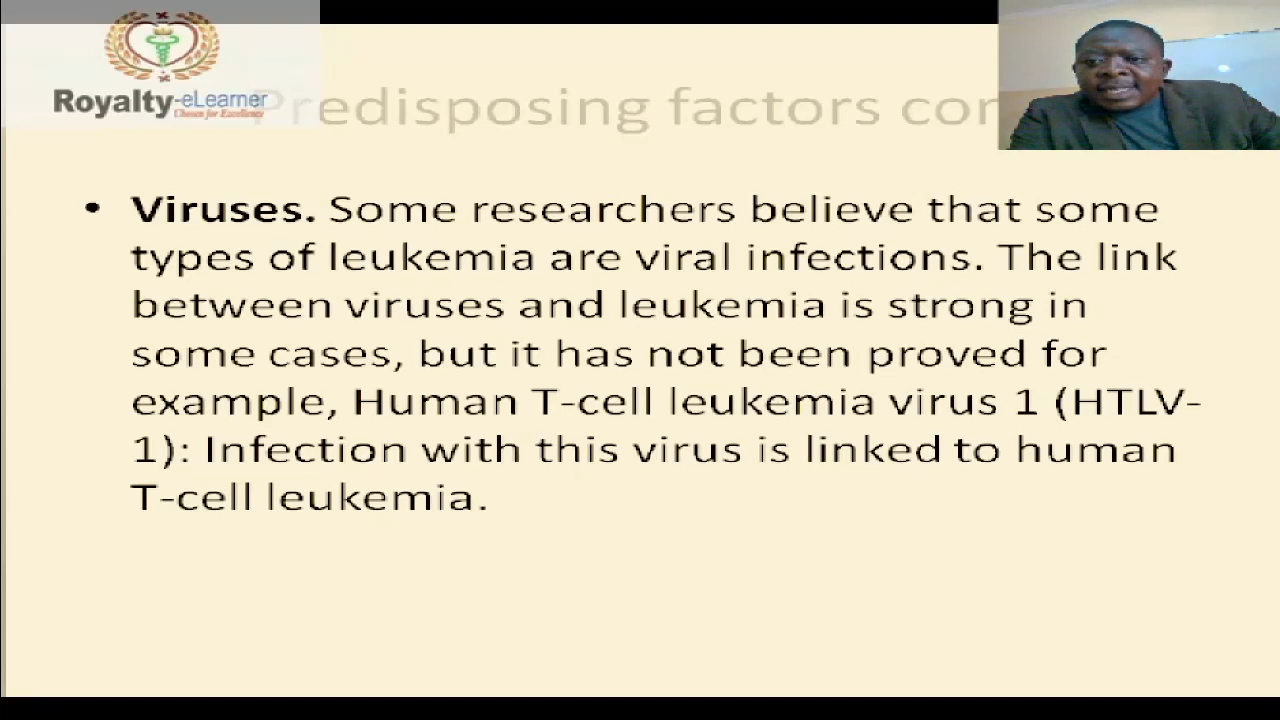 Royalty-eLearner
Chosen for Excellence
Predisposing factors con
• Viruses. Some researchers believe that some
types of leukemia are viral infections. The link
between viruses and leukemia is strong in
some cases, but it has not been proved for
example, Human T-cell leukemia virus 1 (HTLV-
1): Infection with this virus is linked to human
T-cell leukemia.